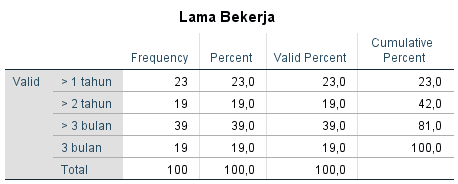 Lama Bekerja
Frequency Percent Valid Percent Cumulative Percent
Valid > 1 tahun 23 23,0 23,0 23,0
> 2 tahun 19 19,0 19,0 42,0
> 3 bulan 39 39,0 39,0 81,0
3 bulan 19 19,0 19,0 100,0
Total 100 100,0 100,0